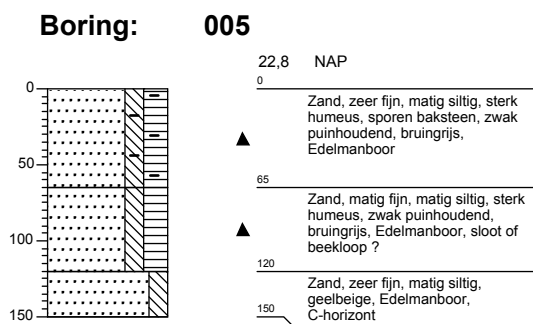 Boring: 005
22,8 NAP
0
0
Zand, zeer fijn, matig siltig, sterk
humeus, sporen baksteen, zwak
puinhoudend, bruingrijs,
Edelmanboor
50
65
Zand, matig fijn, matig siltig, sterk
humeus, zwak puinhoudend,
bruingrijs, Edelmanboor, sloot of
beekloop ?
100
120
Zand, zeer fijn, matig siltig,
geelbeige, Edelmanboor,
C-horizont
150
150